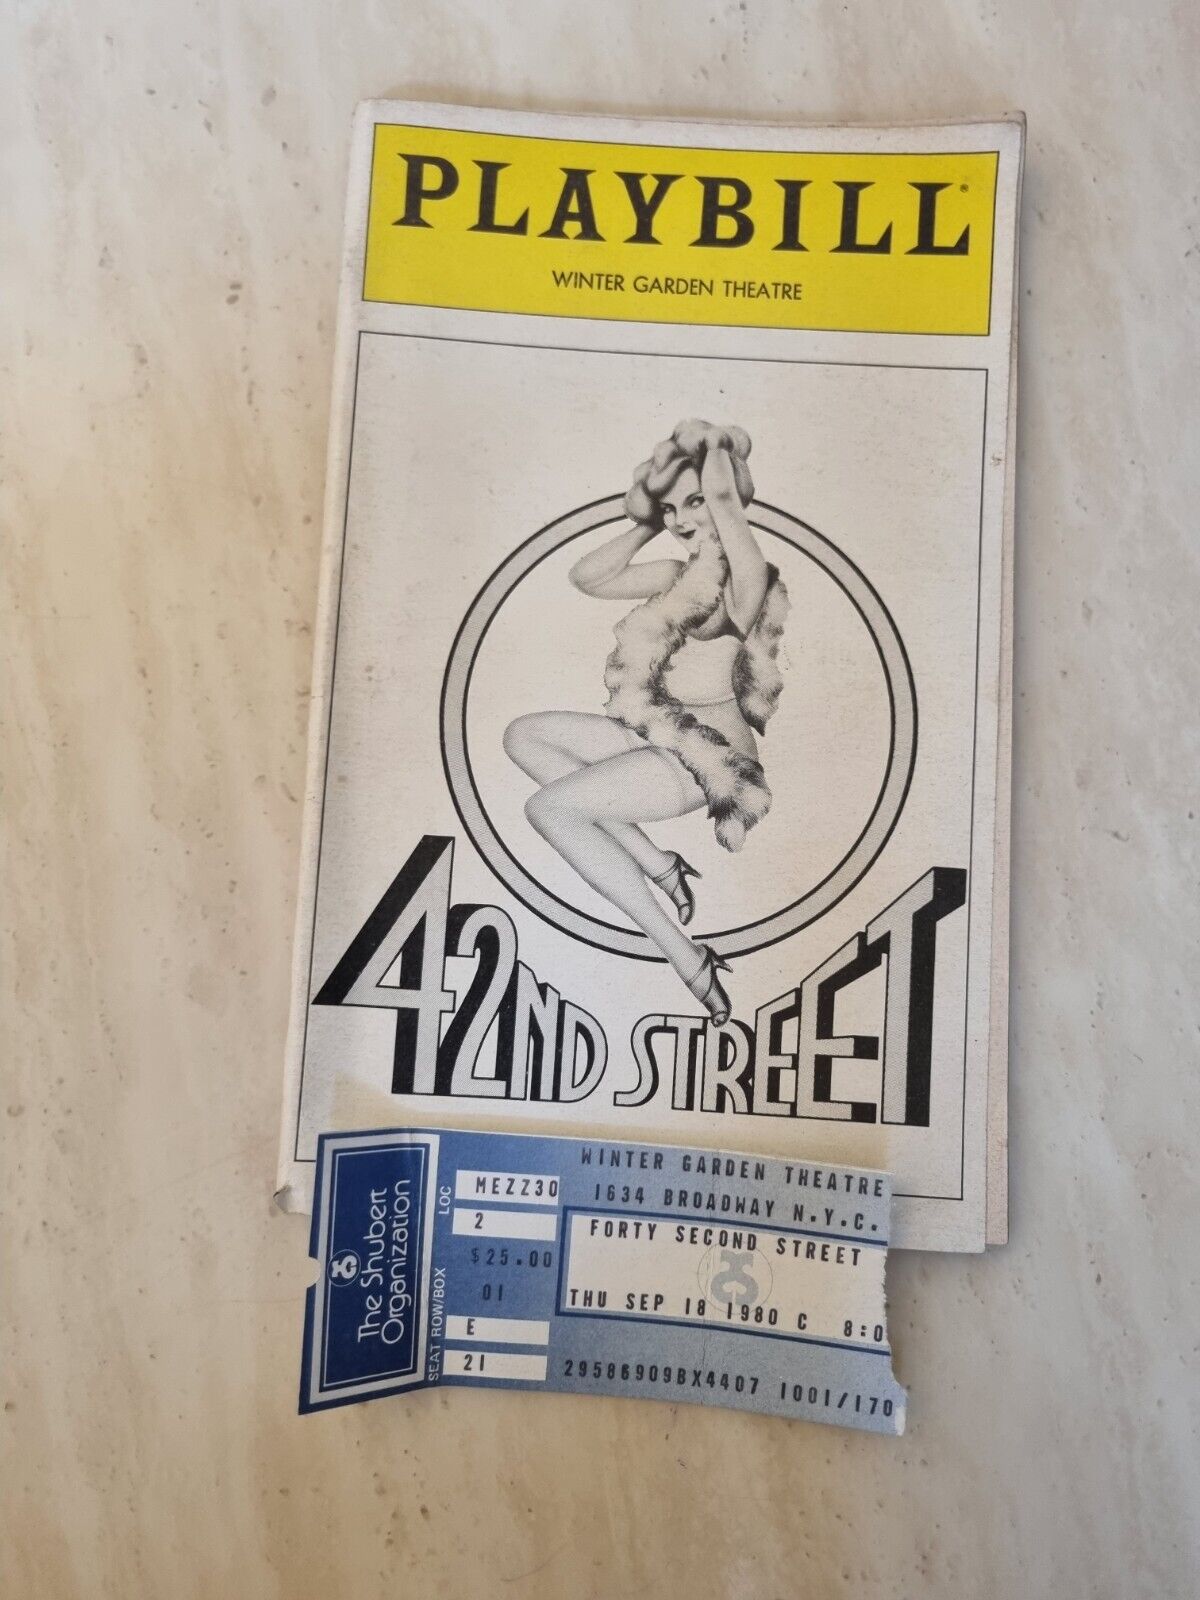 PLAYBILL®
WINTER GARDEN THEATRE
42ND STREET
The Shubert
Organization
LOC
SEAT ROW/BOX
MEZZ30
2
$25.00
01
E
21
WINTER GARDEN THEATRE
1634 BROADWAY N.Y.C.
FORTY SECOND STREET
THU SEP 18 1980 C 8:0
29586909BX4407 1001/170